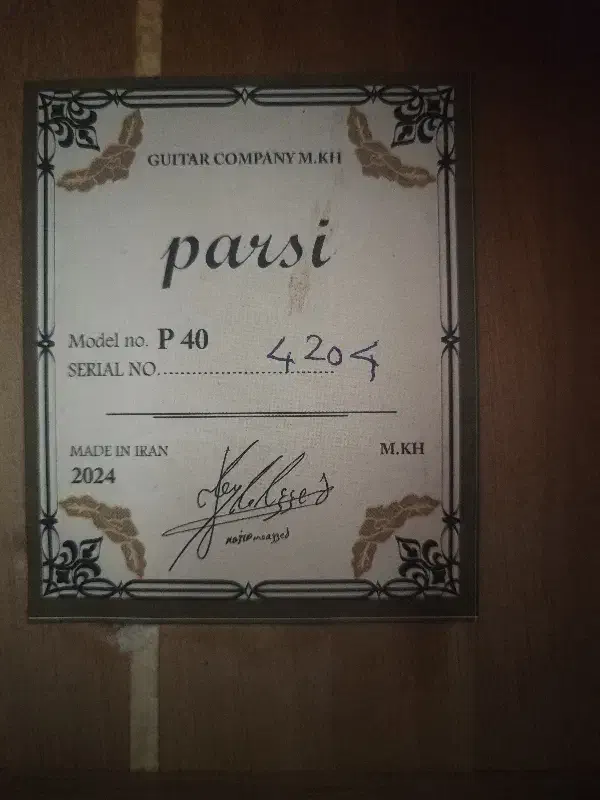 GUITAR COMPANY M.KH
parsi
Model no. P 40
SERIAL NO. 4204
MADE IN IRAN
M.KH
2024